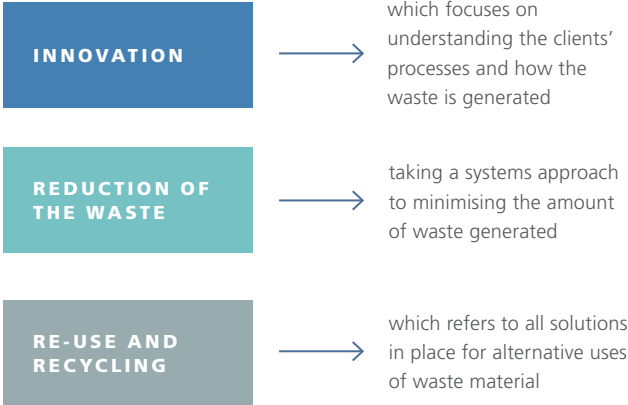 INNOVATION
which focuses on
understanding the clients’
processes and how the
waste is generated
REDUCTION OF
THE WASTE
taking a systems approach
to minimising the amount
of waste generated
RE-USE AND
RECYCLING
which refers to all solutions
in place for alternative uses
of waste material